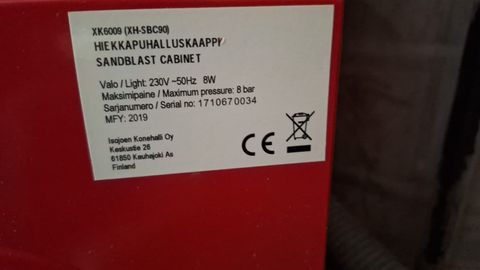 XK6009 (XH-SBC90)
HIEKKAPUHALLUSKAAPPI
SANDBLAST CABINET
Valo / Light: 230V ~50Hz 8W
Maksimipaine / Maximum pressure: 8 bar
Sarjanumero / Serial no: 1710670034
MFY: 2019
Isojoen Konehalli Oy
Keskustie 26
61850 Kauhajoki As
Finland
CE